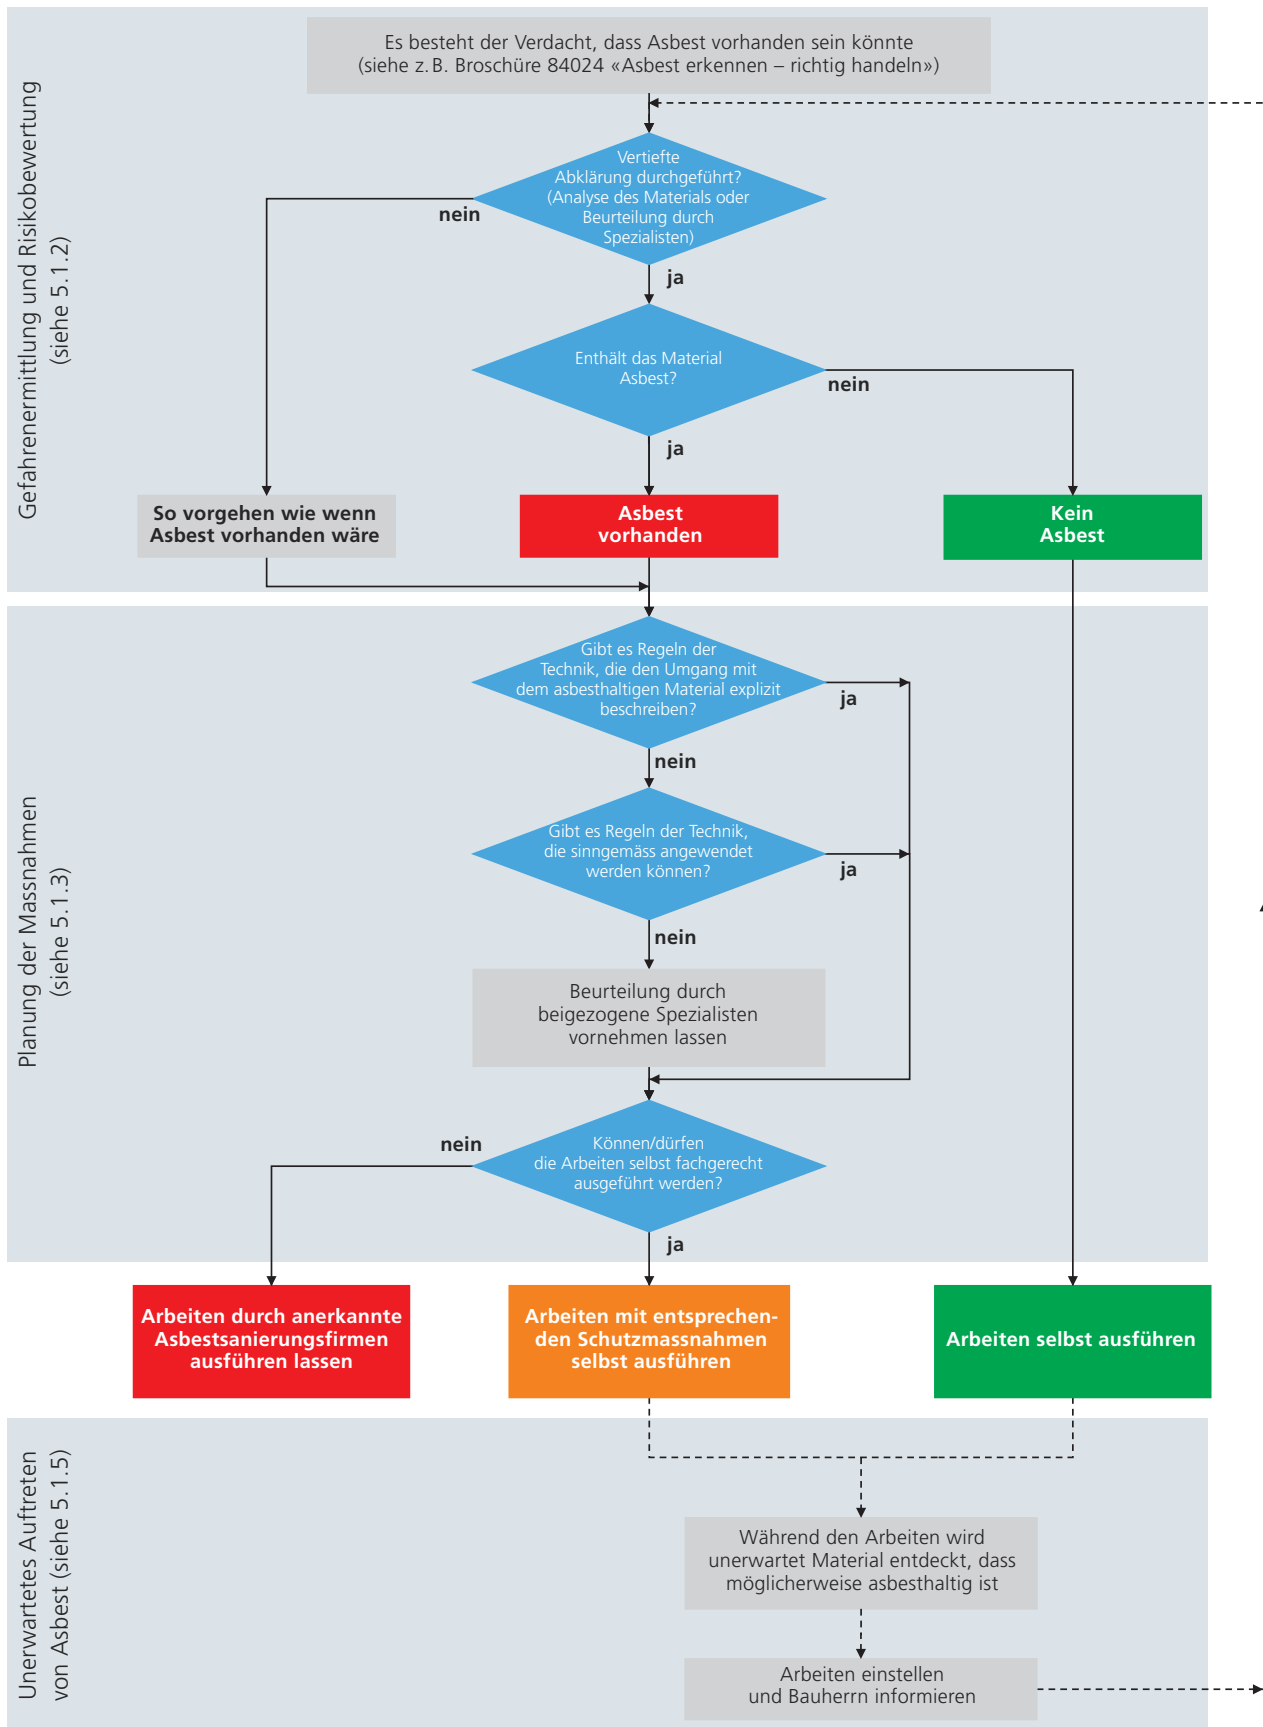 Gefahrenermittlung und Risikobewertung
(siehe 5.1.2)
Es besteht der Verdacht, dass Asbest vorhanden sein könnte
(siehe z.B. Broschüre 84024 «Asbest erkennen – richtig handeln»)
Vertiefte
Abklärung durchgeführt?
(Analyse des Materials oder
Beurteilung durch
Spezialisten)
nein
ja
Enthält das Material
Asbest?
nein
ja
So vorgehen wie wenn
Asbest vorhanden wäre
Asbest
vorhanden
Kein
Asbest
Planung der Massnahmen
(siehe 5.1.3)
Gibt es Regeln der
Technik, die den Umgang mit
dem asbesthaltigen Material explizit
beschreiben?
ja
nein
Gibt es Regeln der Technik,
die sinngemäss angewendet
werden können?
ja
nein
Beurteilung durch
beigezogene Spezialisten
vornehmen lassen
nein
Können/dürfen
die Arbeiten selbst fachgerecht
ausgeführt werden?
ja
Arbeiten durch anerkannte
Asbestsanierungsfirmen
ausführen lassen
Arbeiten mit entsprechen-
den Schutzmassnahmen
selbst ausführen
Arbeiten selbst ausführen
Unerwartetes Auftreten
von Asbest (siehe 5.1.5)
Während den Arbeiten wird
unerwartet Material entdeckt, dass
möglicherweise asbesthaltig ist
Arbeiten einstellen
und Bauherrn informieren